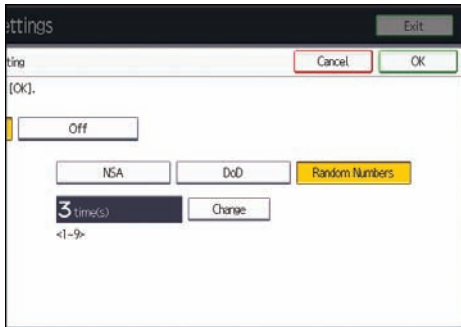 ettings Exit
ting Cancel OK
[OK].
Off
NSA DoD Random Numbers
3 time(s) Change
<1-9>